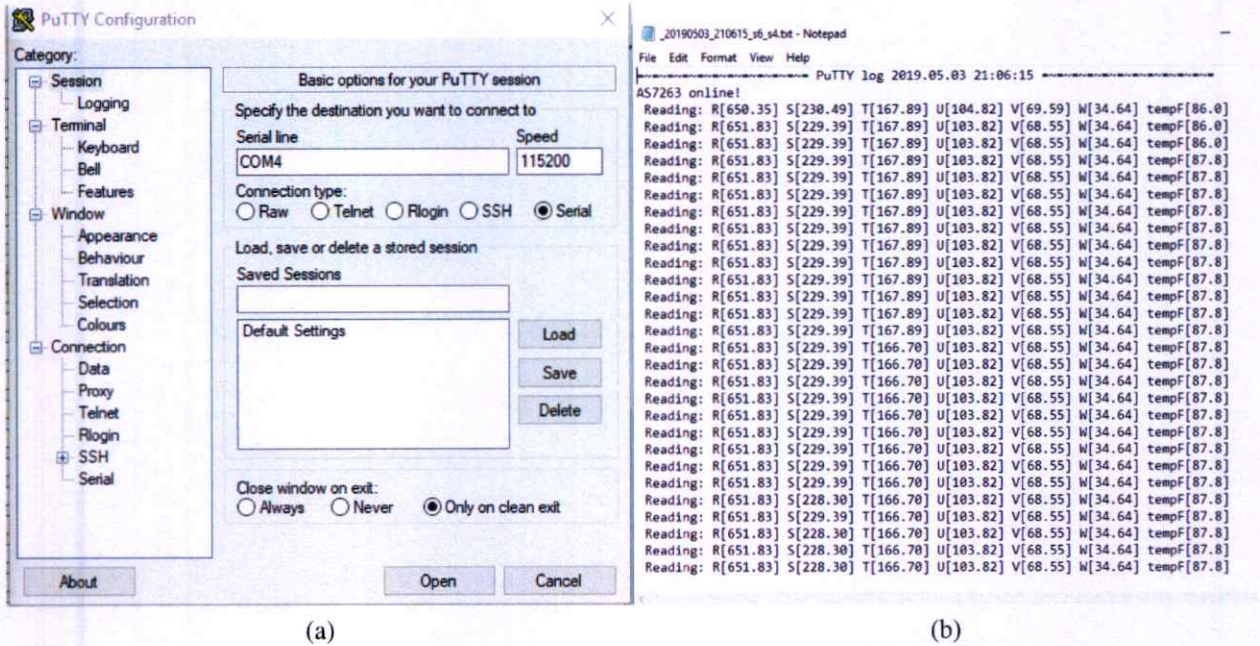 PuTTY Configuration
Category:
Session
Logging
Terminal
Keyboard
Bell
Features
Window
Appearance
Behaviour
Translation
Selection
Colours
Connection
Data
Proxy
Telnet
Rlogin
SSH
Serial
Basic options for your PuTTY session
Specify the destination you want to connect to
Serial line Speed
COM4 115200
Connection type:
Raw Telnet Rlogin SSH Serial
Load, save or delete a stored session
Saved Sessions
Default Settings
Load
Save
Delete
Close window on exit:
Always Never Only on clean exit
About Open Cancel
(a)
_20190503_210615_s6_s4.txt - Notepad
File Edit Format View Help
PuTTY log 2019.05.03 21:06:15
AS7263 online!
Reading: R[650.35] S[230.49] T[167.89] U[104.82] V[69.59] W[34.64] tempF[86.0]
Reading: R[651.83] S[229.39] T[167.89] U[103.82] V[68.55] W[34.64] tempF[86.0]
Reading: R[651.83] S[229.39] T[167.89] U[103.82] V[68.55] W[34.64] tempF[86.0]
Reading: R[651.83] S[229.39] T[167.89] U[103.82] V[68.55] W[34.64] tempF[87.8]
Reading: R[651.83] S[229.39] T[167.89] U[103.82] V[68.55] W[34.64] tempF[87.8]
Reading: R[651.83] S[229.39] T[167.89] U[103.82] V[68.55] W[34.64] tempF[87.8]
Reading: R[651.83] S[229.39] T[167.89] U[103.82] V[68.55] W[34.64] tempF[87.8]
Reading: R[651.83] S[229.39] T[167.89] U[103.82] V[68.55] W[34.64] tempF[87.8]
Reading: R[651.83] S[229.39] T[167.89] U[103.82] V[68.55] W[34.64] tempF[87.8]
Reading: R[651.83] S[229.39] T[167.89] U[103.82] V[68.55] W[34.64] tempF[87.8]
Reading: R[651.83] S[229.39] T[167.89] U[103.82] V[68.55] W[34.64] tempF[87.8]
Reading: R[651.83] S[229.39] T[167.89] U[103.82] V[68.55] W[34.64] tempF[87.8]
Reading: R[651.83] S[229.39] T[167.89] U[103.82] V[68.55] W[34.64] tempF[87.8]
Reading: R[651.83] S[229.39] T[167.89] U[103.82] V[68.55] W[34.64] tempF[87.8]
Reading: R[651.83] S[229.39] T[166.70] U[103.82] V[68.55] W[34.64] tempF[87.8]
Reading: R[651.83] S[229.39] T[166.70] U[103.82] V[68.55] W[34.64] tempF[87.8]
Reading: R[651.83] S[229.39] T[166.70] U[103.82] V[68.55] W[34.64] tempF[87.8]
Reading: R[651.83] S[229.39] T[166.70] U[103.82] V[68.55] W[34.64] tempF[87.8]
Reading: R[651.83] S[229.39] T[166.70] U[103.82] V[68.55] W[34.64] tempF[87.8]
Reading: R[651.83] S[229.39] T[166.70] U[103.82] V[68.55] W[34.64] tempF[87.8]
Reading: R[651.83] S[229.39] T[166.70] U[103.82] V[68.55] W[34.64] tempF[87.8]
Reading: R[651.83] S[229.39] T[166.70] U[103.82] V[68.55] W[34.64] tempF[87.8]
Reading: R[651.83] S[229.39] T[166.70] U[103.82] V[68.55] W[34.64] tempF[87.8]
Reading: R[651.83] S[228.30] T[166.70] U[103.82] V[68.55] W[34.64] tempF[87.8]
Reading: R[651.83] S[229.39] T[166.70] U[103.82] V[68.55] W[34.64] tempF[87.8]
Reading: R[651.83] S[228.30] T[166.70] U[103.82] V[68.55] W[34.64] tempF[87.8]
Reading: R[651.83] S[228.30] T[166.70] U[103.82] V[68.55] W[34.64] tempF[87.8]
Reading: R[651.83] S[228.30] T[166.70] U[103.82] V[68.55] W[34.64] tempF[87.8]
(b)